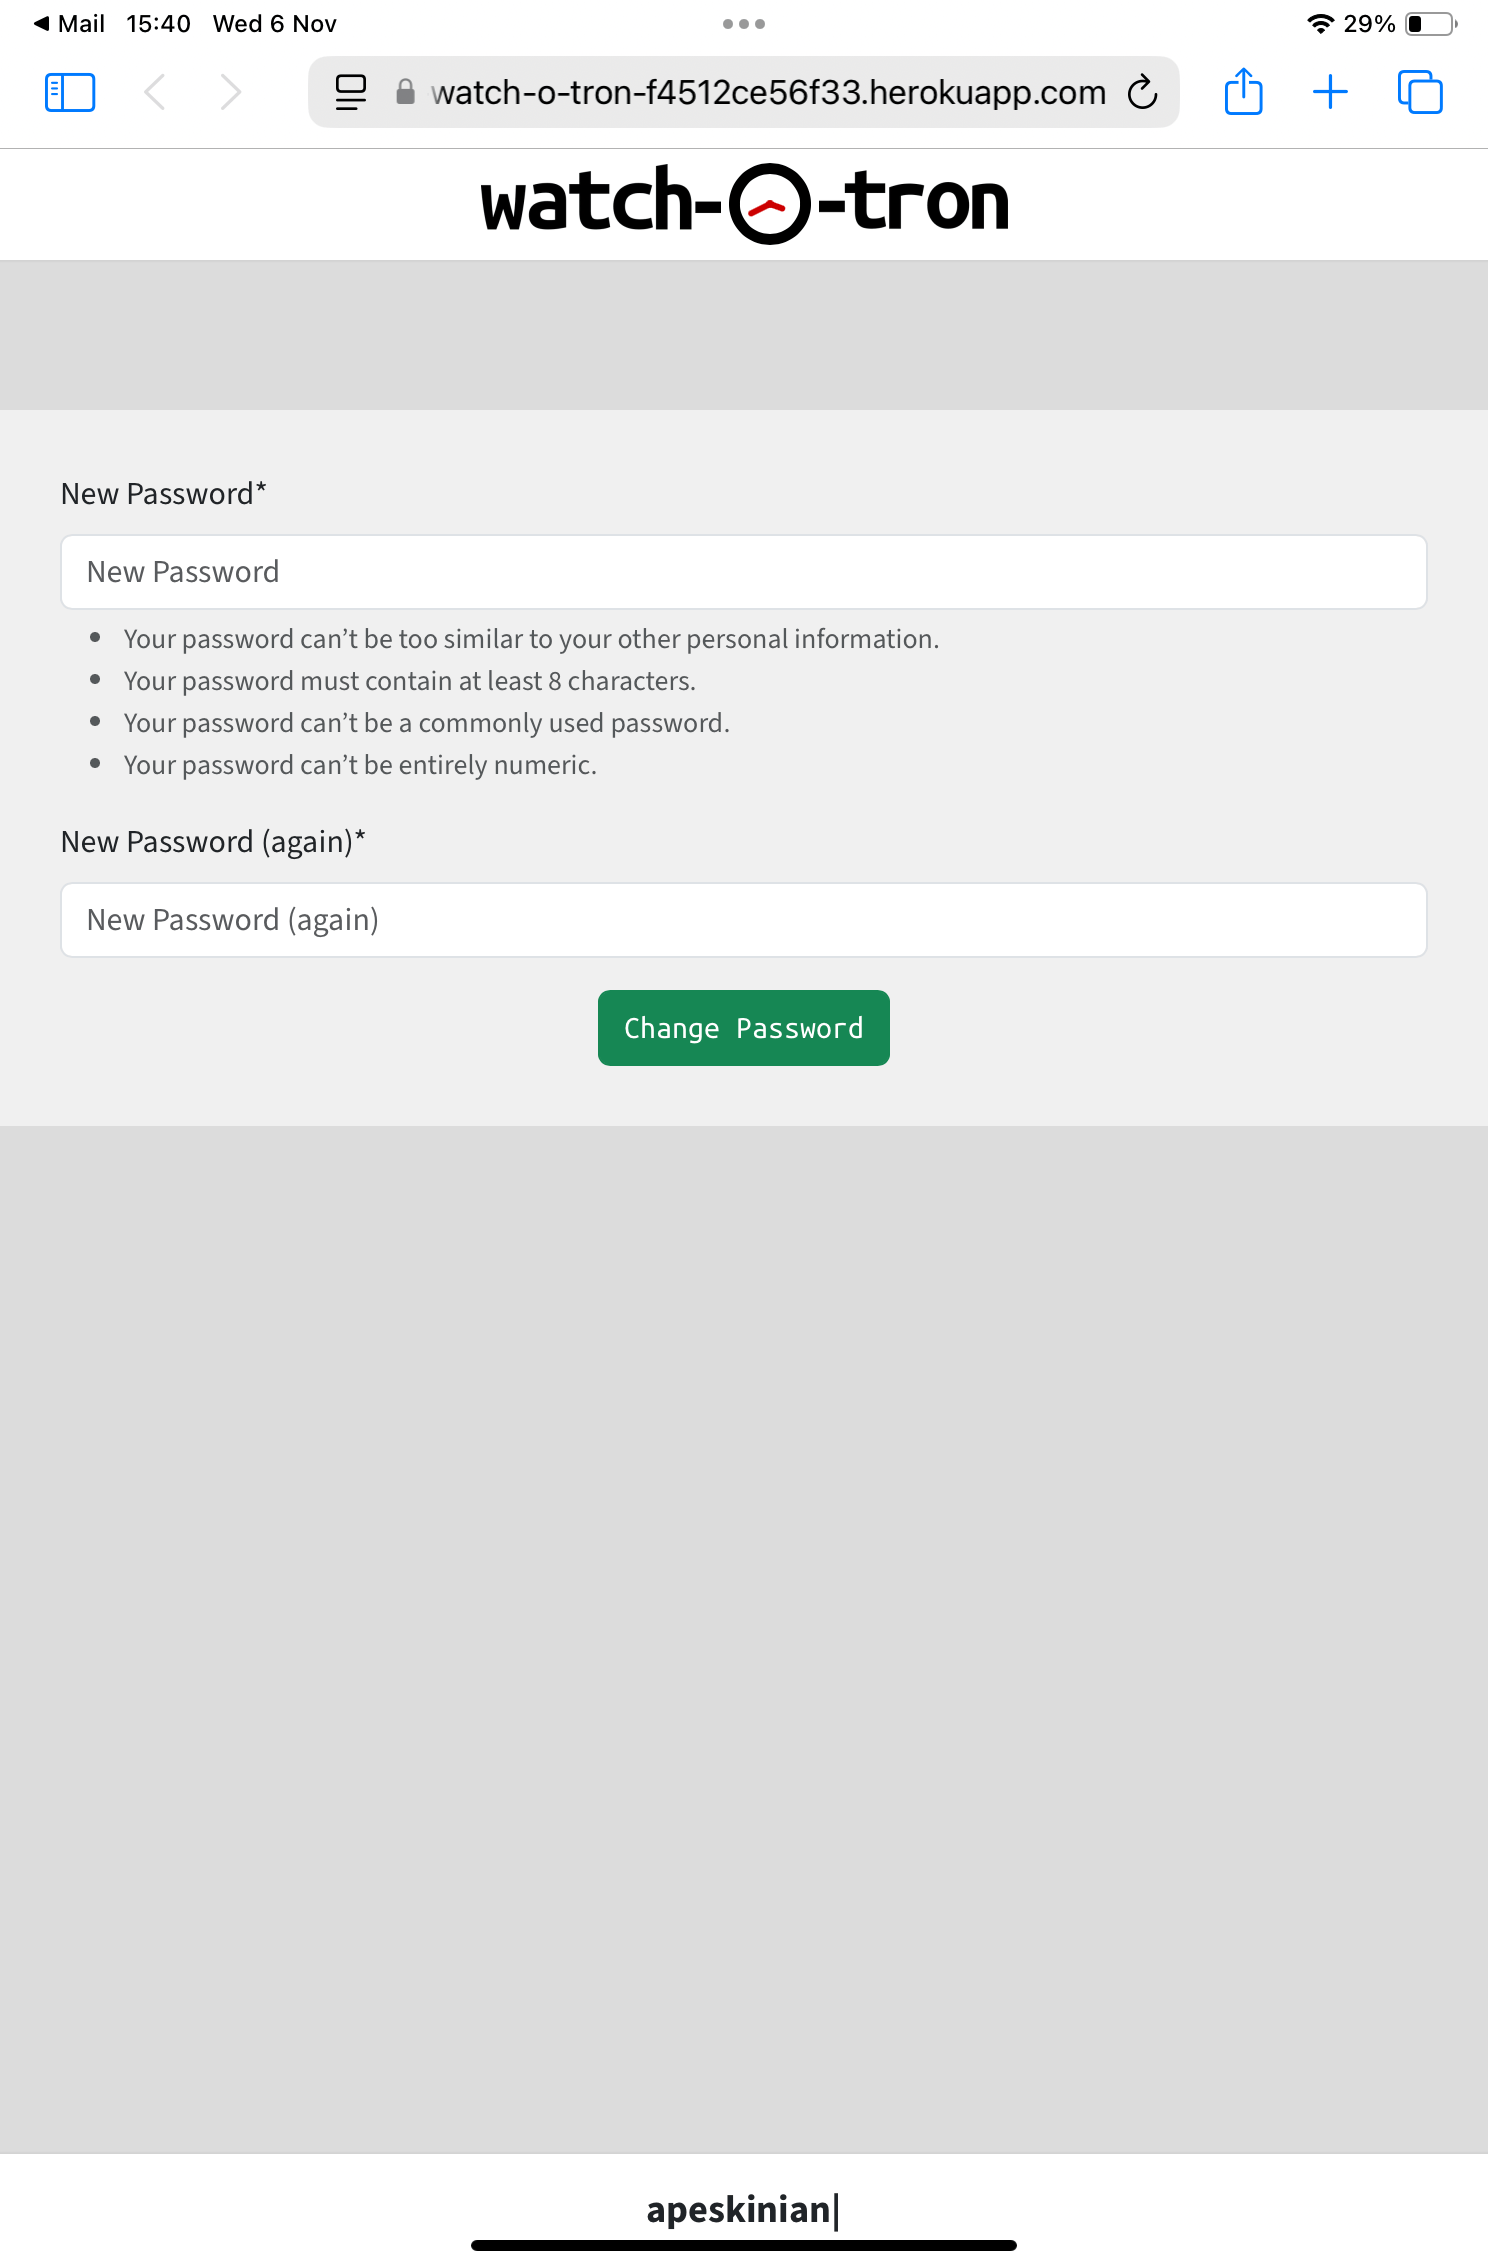 Mail 15:40 Wed 6 Nov 29%
watch-o-tron-f4512ce56f33.herokuapp.com
watch-o-tron
New Password*
New Password
• Your password can’t be too similar to your other personal information.
• Your password must contain at least 8 characters.
• Your password can’t be a commonly used password.
• Your password can’t be entirely numeric.
New Password (again)*
New Password (again)
Change Password
apeskinian|